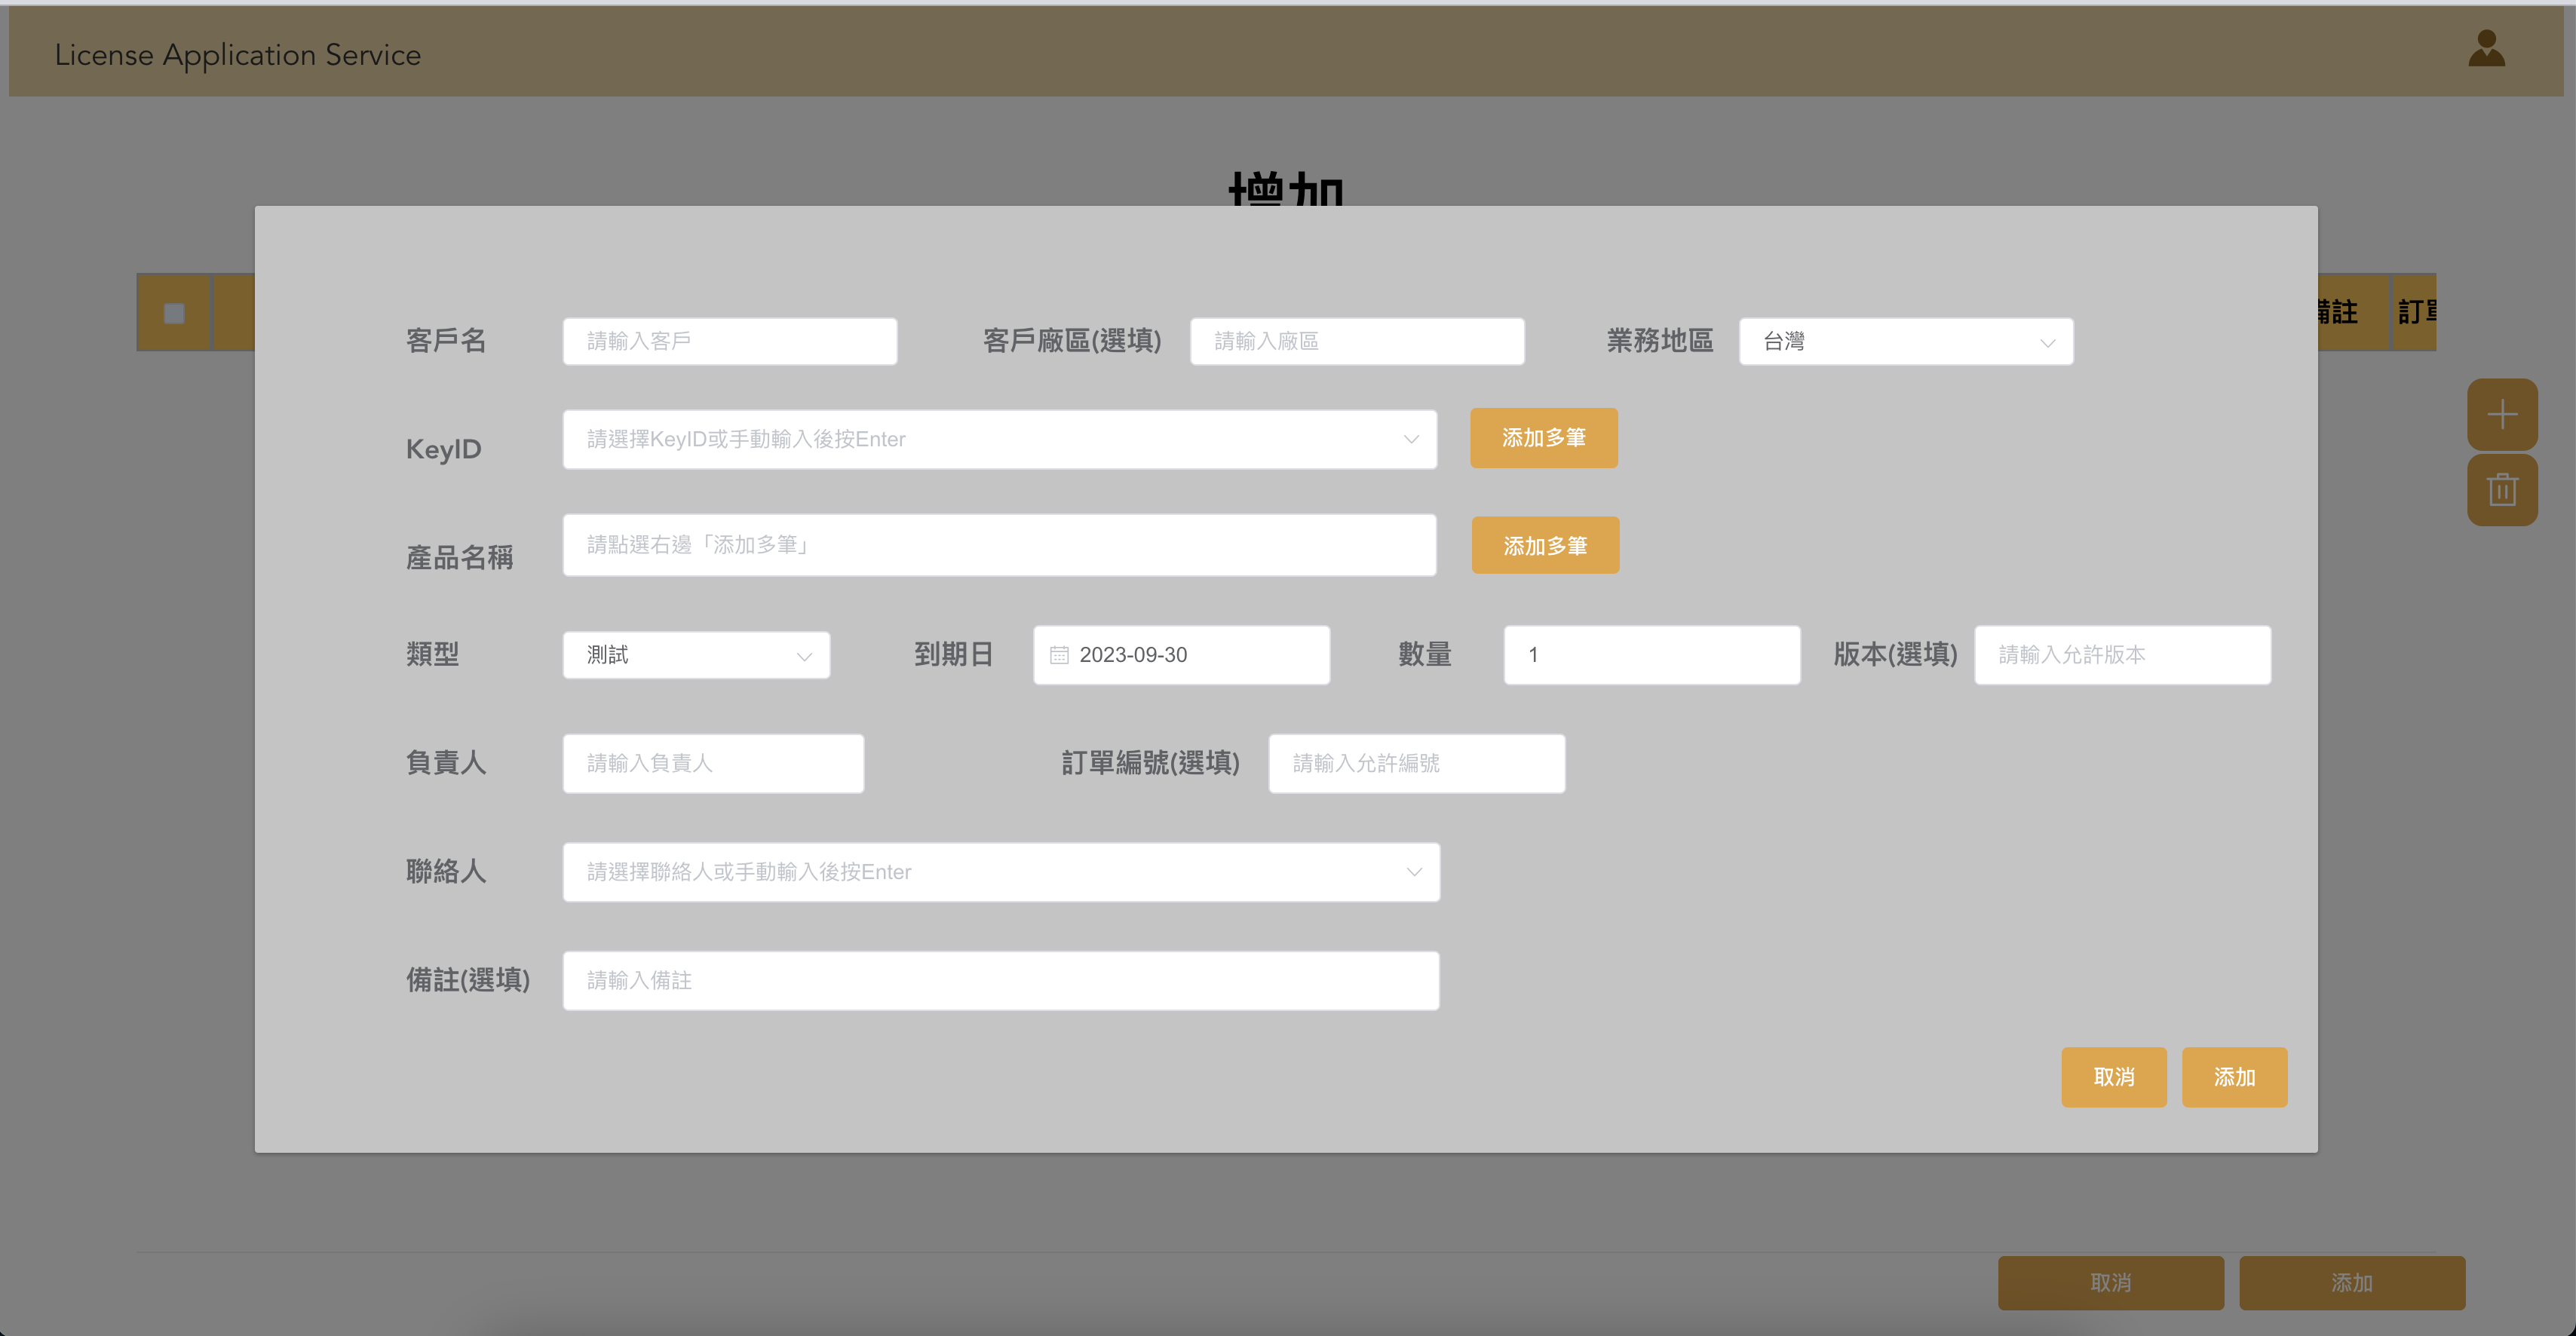 License Application Service
增加
備註 訂單
客戶名 請輸入客戶 客戶廠區(選填) 請輸入廠區 業務地區 台灣
KeyID 請選擇KeyID或手動輸入後按Enter 添加多筆
產品名稱 請點選右邊「添加多筆」 添加多筆
類型 測試 到期日 2023-09-30 數量 1 版本(選填) 請輸入允許版本
負責人 請輸入負責人 訂單編號(選填) 請輸入允許編號
聯絡人 請選擇聯絡人或手動輸入後按Enter
備註(選填) 請輸入備註
取消 添加
取消 添加